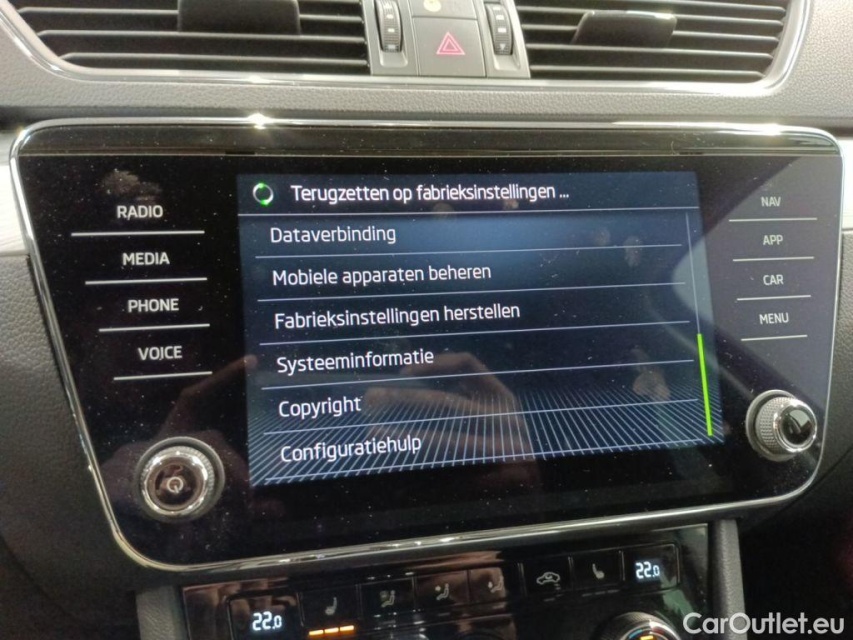 RADIO
MEDIA
PHONE
VOICE
Terugzetten op fabrieksinstellingen ...
Dataverbinding
Mobiele apparaten beheren
Fabrieksinstellingen herstellen
Systeeminformatie
Copyright
Configuratiehulp
NAV
APP
CAR
MENU
22.0
22.0
CarOutlet.eu